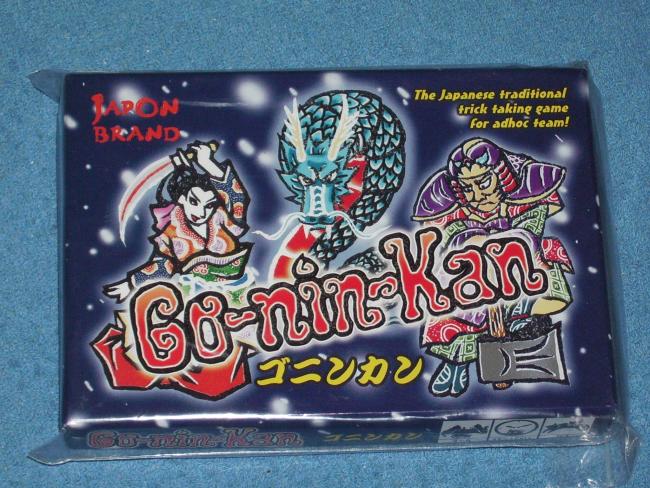 JAPON
BRAND
The Japanese traditional
trick taking game
for adhoc team!
Go-nin-Kan
ゴニンカン
Go-nin-Kan
ゴニンカン